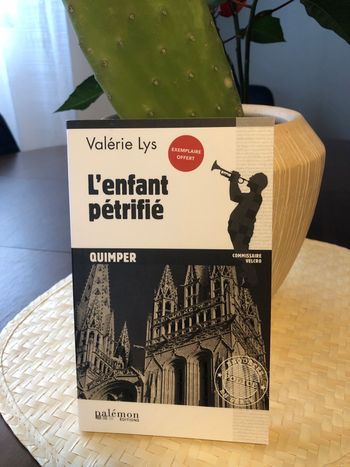 Valérie Lys
EXEMPLAIRE
OFFERT
L'enfant
pétrifié
QUIMPER
COMMISSAIRE
VELCRO
palémon
ÉDITIONS